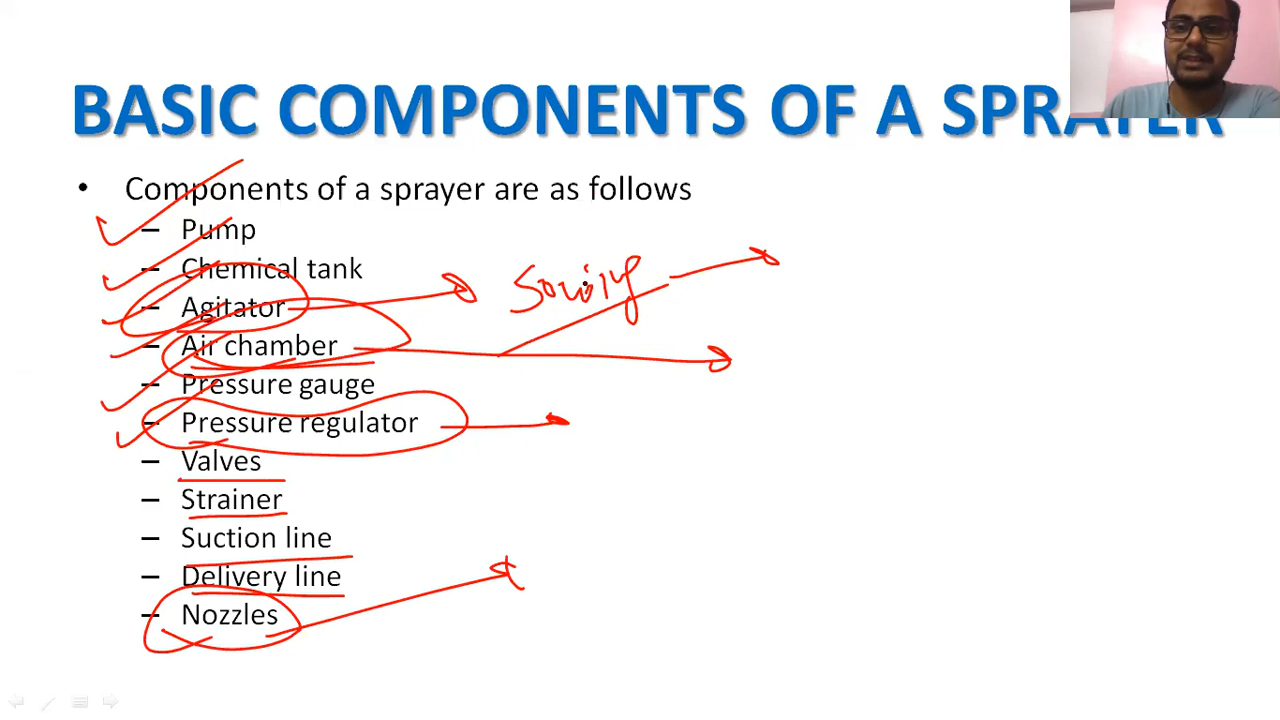 BASIC COMPONENTS OF A SPRAYER
• Components of a sprayer are as follows
– Pump
– Chemical tank
– Agitator
– Air chamber
– Pressure gauge
– Pressure regulator
– Valves
– Strainer
– Suction line
– Delivery line
– Nozzles